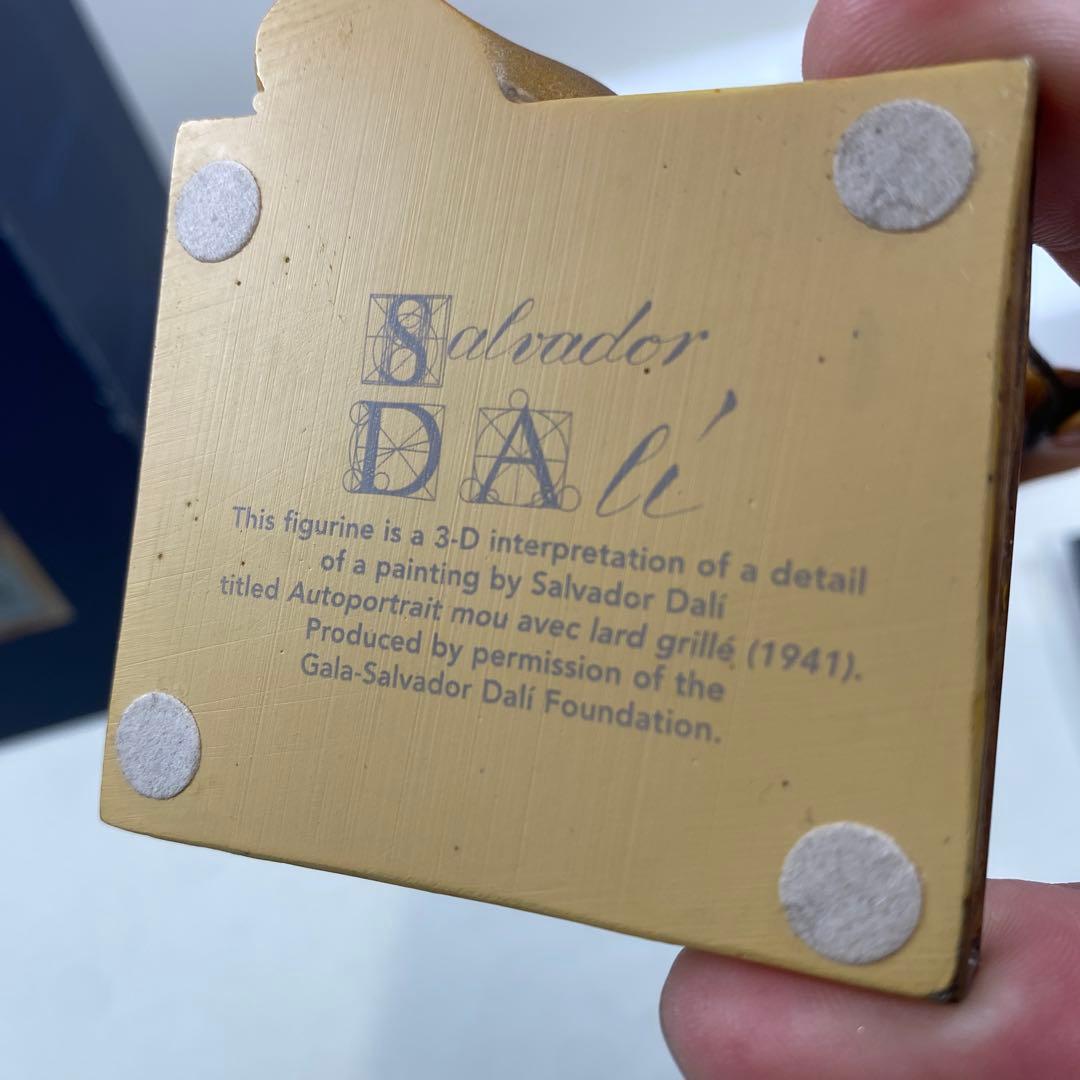 Salvador
DAlí
This figurine is a 3-D interpretation of a detail
of a painting by Salvador Dalí
titled Autoportrait mou avec lard grillé (1941).
Produced by permission of the
Gala-Salvador Dalí Foundation.